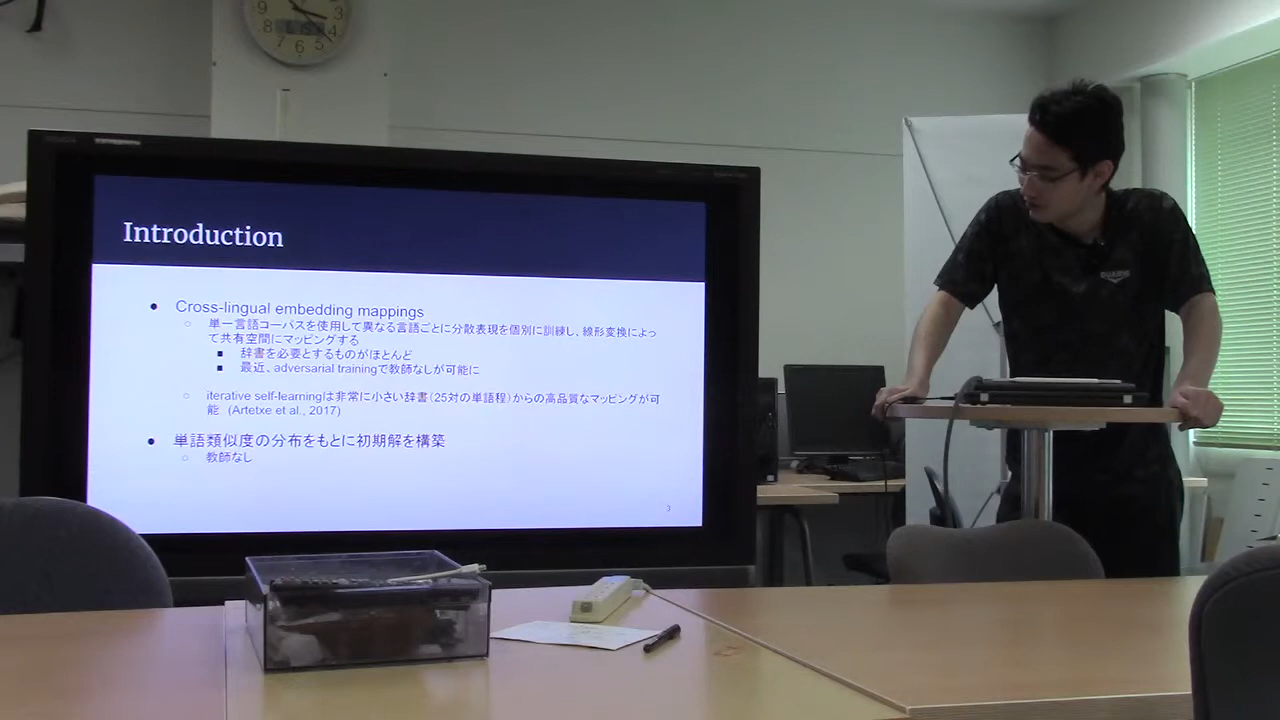 9
3
8
4
7
6
5
Introduction
Cross-lingual embedding mappings
単一言語コーパスを使用して異なる言語ごとに分散表現を個別に訓練し、線形変換によっ
て共有空間にマッピングする
辞書を必要とするものがほとんど
最近、adversarial trainingで教師なしが可能に
iterative self-learningは非常に小さい辞書(25対の単語程)からの高品質なマッピングが可
能 (Artetxe et al., 2017)
単語類似度の分布をもとに初期解を構築
教師なし
3